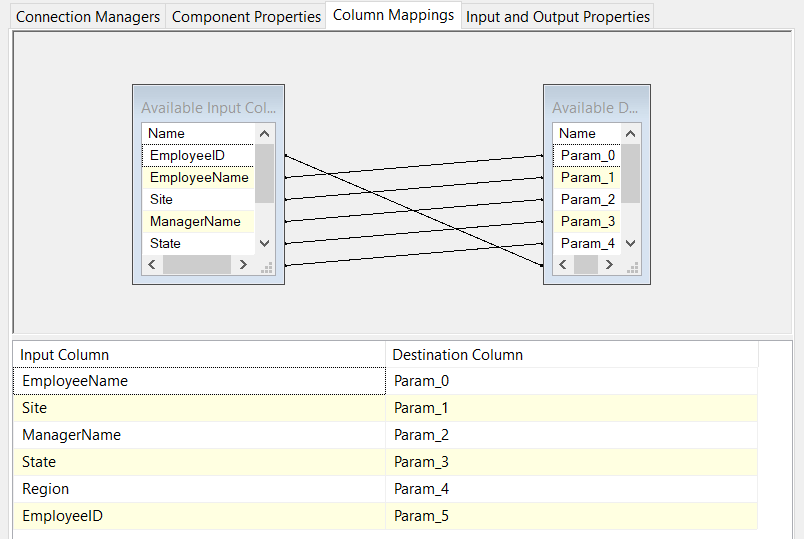 Connection Managers Component Properties Column Mappings Input and Output Properties
Available Input Col... Available D...
Name Name
EmployeeID Param_0
EmployeeName Param_1
Site Param_2
ManagerName Param_3
State Param_4
Input Column Destination Column
EmployeeName Param_0
Site Param_1
ManagerName Param_2
State Param_3
Region Param_4
EmployeeID Param_5